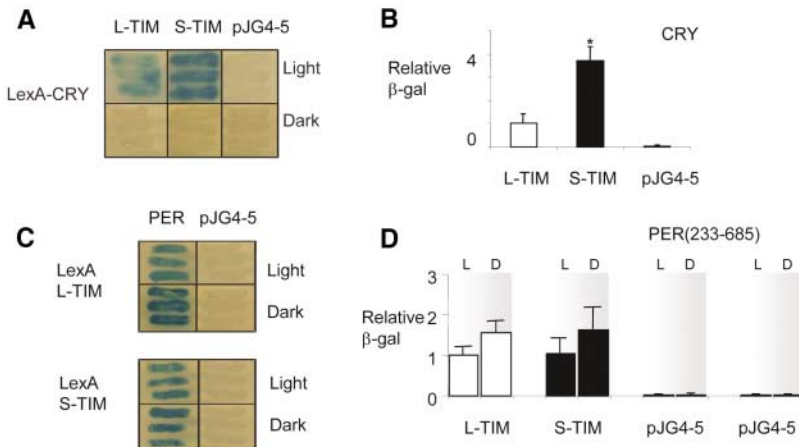 A
L-TIM S-TIM pJG4-5
LexA-CRY
Light
Dark
B
CRY
Relative
β-gal
4
0
*
L-TIM S-TIM pJG4-5
C
PER pJG4-5
LexA
L-TIM
Light
Dark
LexA
S-TIM
Light
Dark
D
PER(233-685)
L D L D L D L D
Relative
β-gal
3
2
1
0
L-TIM S-TIM pJG4-5 pJG4-5